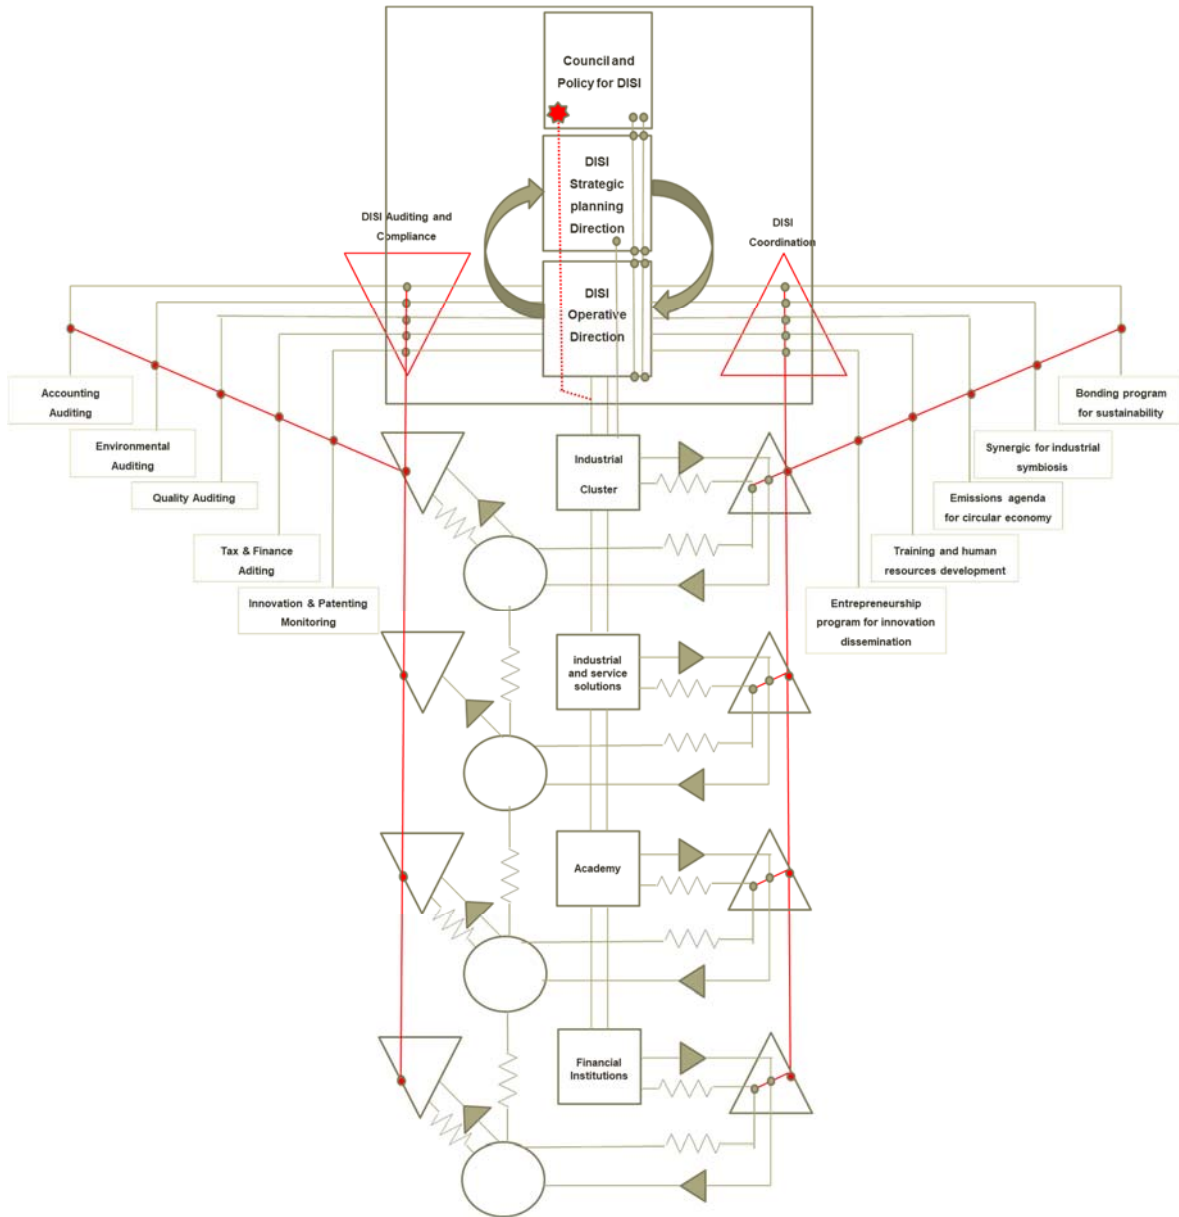 Council and
Policy for DISI
DISI
Strategic
planning
Direction
DISI Auditing and
Compliance
DISI
Coordination
DISI
Operative
Direction
Accounting
Auditing
Environmental
Auditing
Quality Auditing
Tax & Finance
Aditing
Innovation & Patenting
Monitoring
Bonding program
for sustainability
Synergic for industrial
symbiosis
Emissions agenda
for circular economy
Training and human
resources development
Entrepreneurship
program for innovation
dissemination
Industrial
Cluster
industrial
and service
solutions
Academy
Financial
Institutions